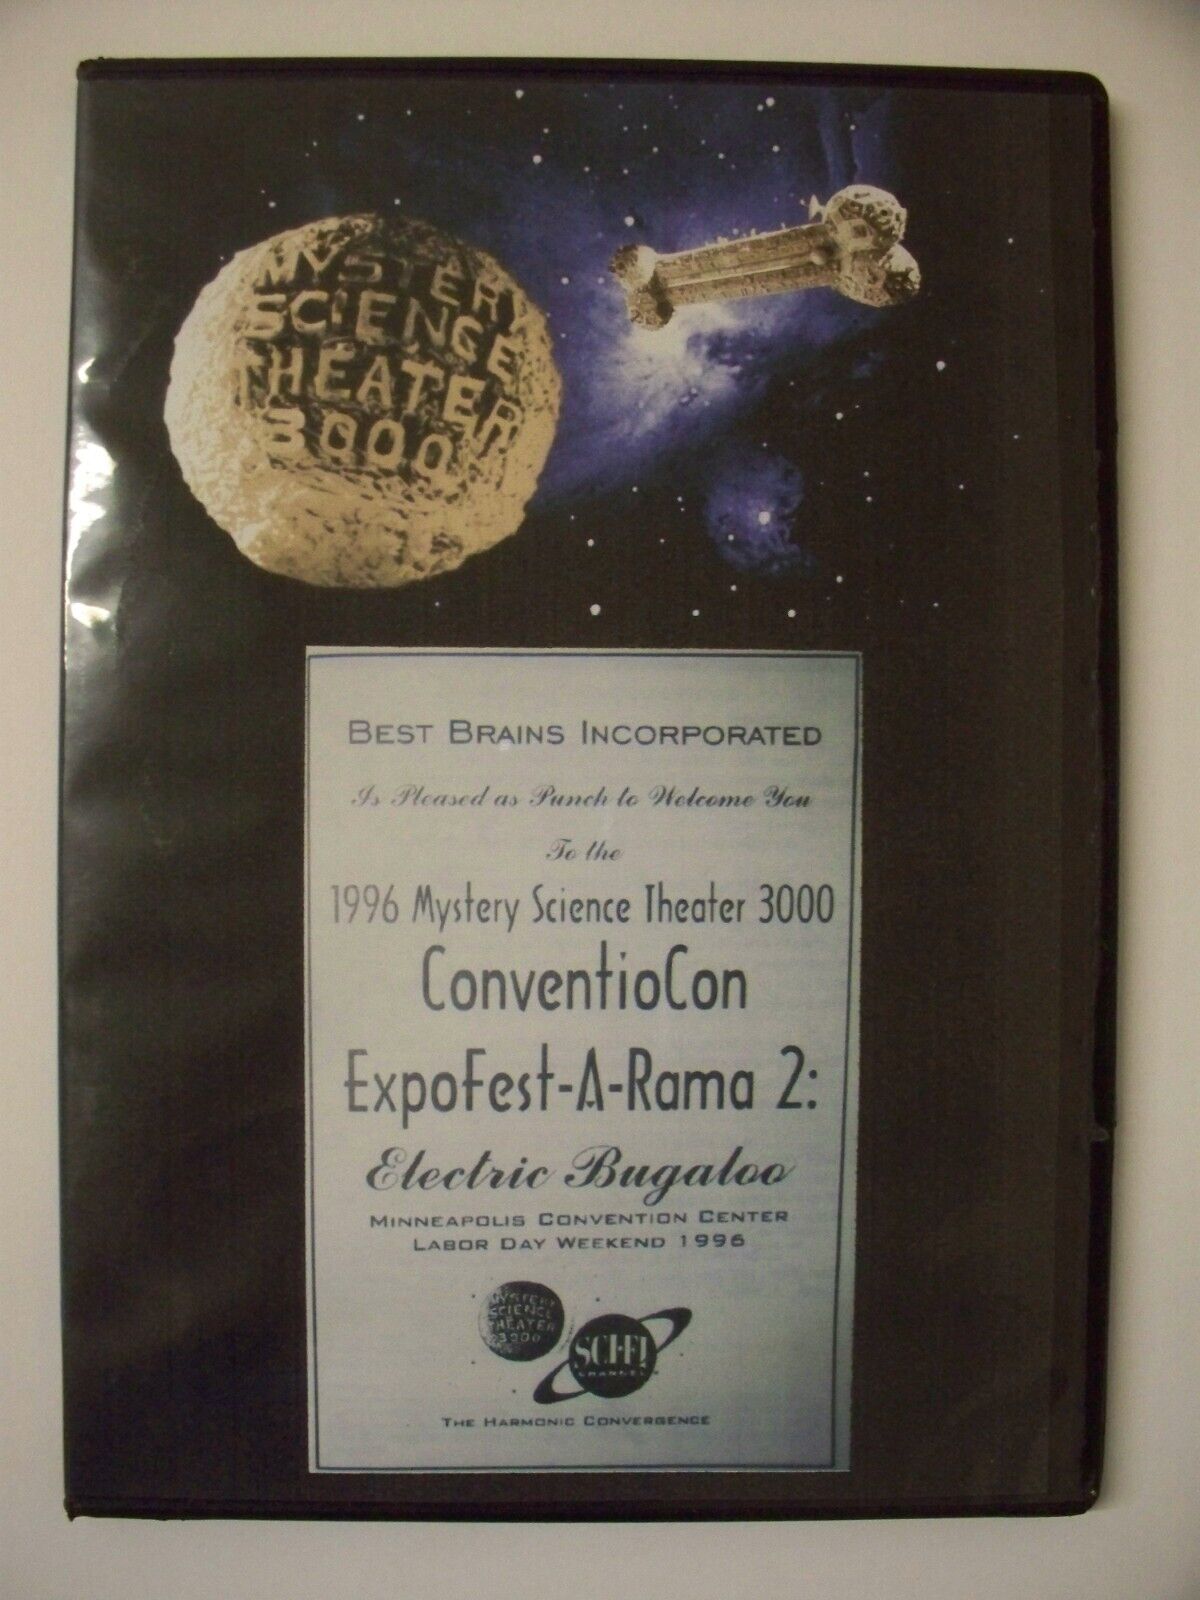 MYSTERY
SCIENCE
THEATER
3000
BEST BRAINS INCORPORATED
Is Pleased as Punch to Welcome You
To the
1996 Mystery Science Theater 3000
ConventioCon
ExpoFest-A-Rama 2:
Electric Bugaloo
MINNEAPOLIS CONVENTION CENTER
LABOR DAY WEEKEND 1996
MYSTERY
SCIENCE
THEATER
3000
SCI-FI
CHANNEL
THE HARMONIC CONVERGENCE